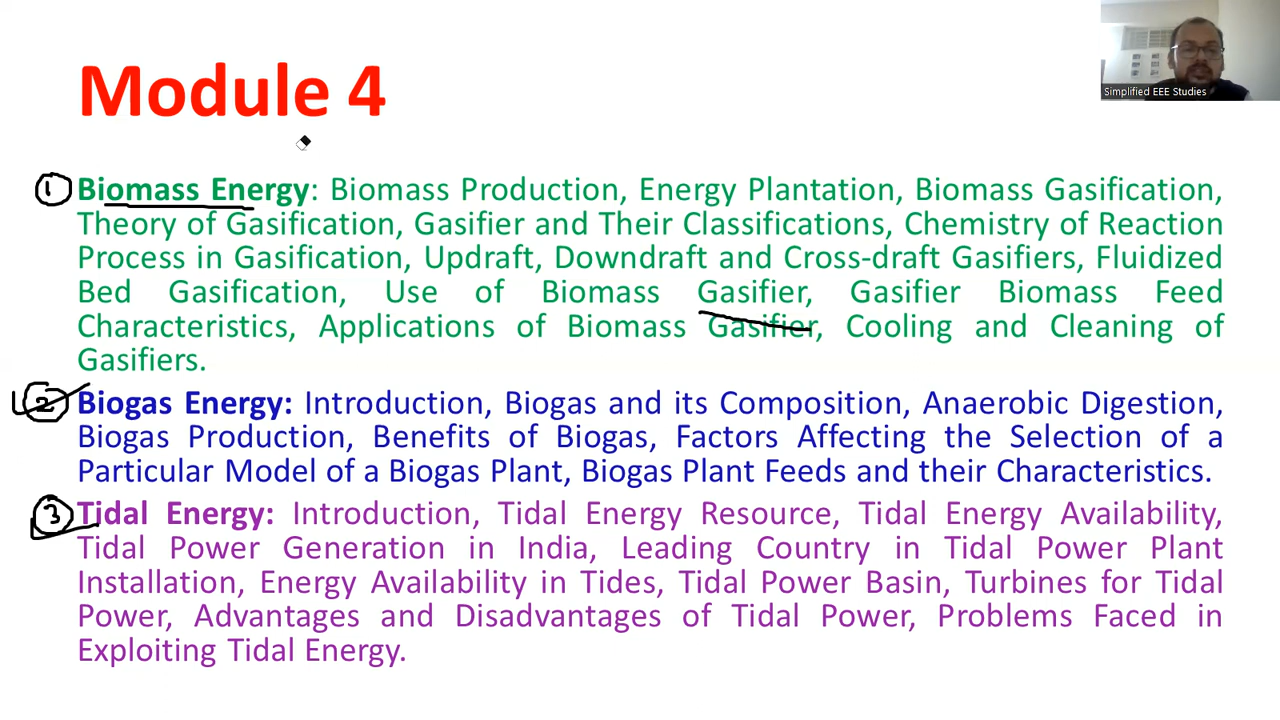 Module 4
Simplified EEE Studies
1 Biomass Energy: Biomass Production, Energy Plantation, Biomass Gasification,
Theory of Gasification, Gasifier and Their Classifications, Chemistry of Reaction
Process in Gasification, Updraft, Downdraft and Cross-draft Gasifiers, Fluidized
Bed Gasification, Use of Biomass Gasifier, Gasifier Biomass Feed
Characteristics, Applications of Biomass Gasifier, Cooling and Cleaning of
Gasifiers.
2 Biogas Energy: Introduction, Biogas and its Composition, Anaerobic Digestion,
Biogas Production, Benefits of Biogas, Factors Affecting the Selection of a
Particular Model of a Biogas Plant, Biogas Plant Feeds and their Characteristics.
3 Tidal Energy: Introduction, Tidal Energy Resource, Tidal Energy Availability,
Tidal Power Generation in India, Leading Country in Tidal Power Plant
Installation, Energy Availability in Tides, Tidal Power Basin, Turbines for Tidal
Power, Advantages and Disadvantages of Tidal Power, Problems Faced in
Exploiting Tidal Energy.